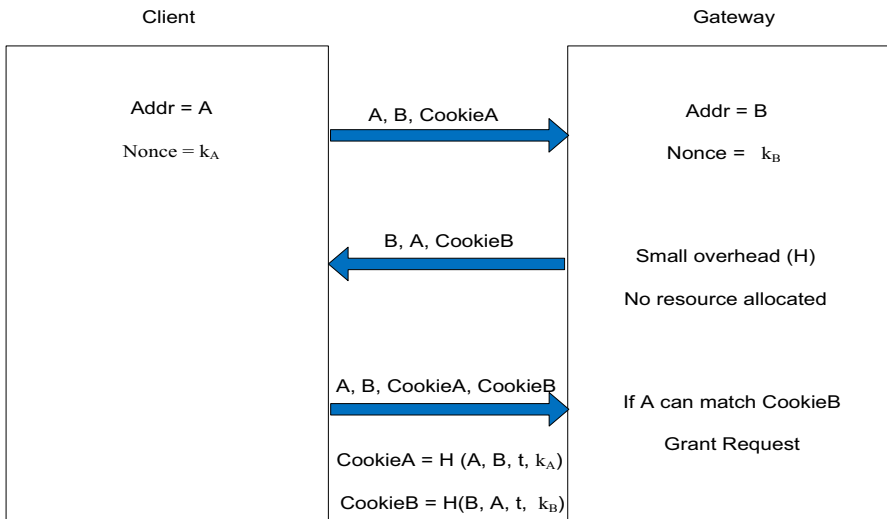 Client
Gateway
Addr = A
Nonce = kA
A, B, CookieA
Addr = B
Nonce = kB
B, A, CookieB
Small overhead (H)
No resource allocated
A, B, CookieA, CookieB
If A can match CookieB
Grant Request
CookieA = H (A, B, t, kA)
CookieB = H(B, A, t, kB)